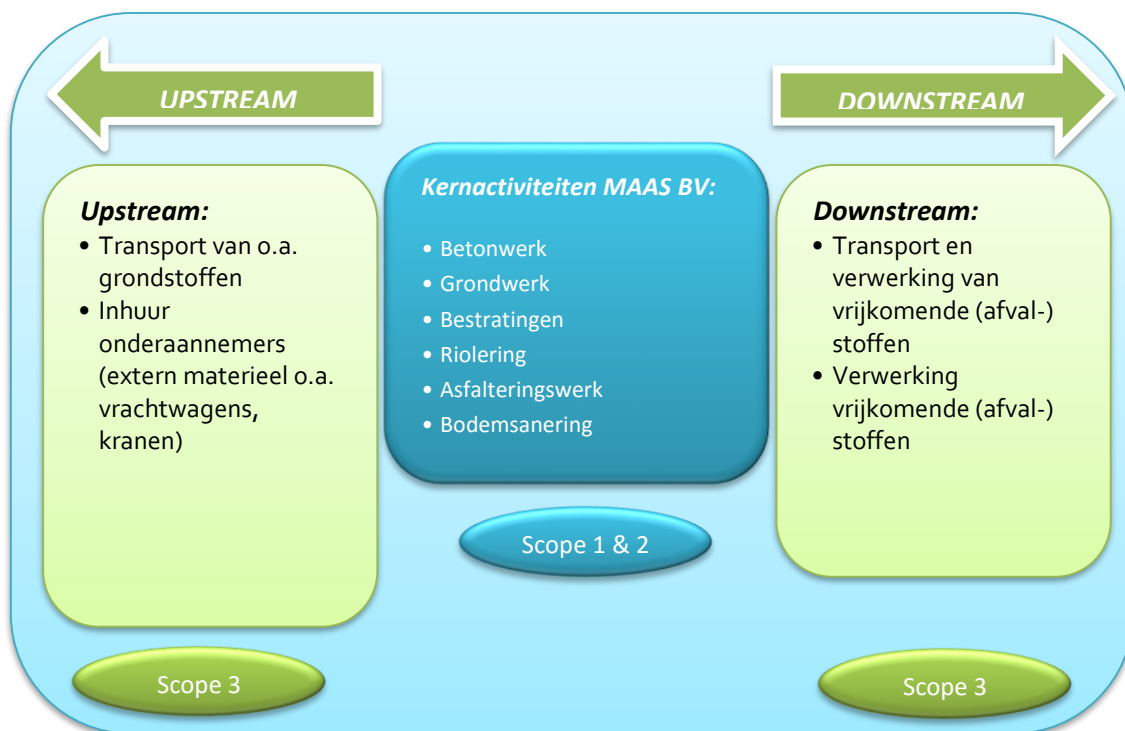 UPSTREAM
DOWNSTREAM
Upstream:
• Transport van o.a.
grondstoffen
• Inhuur
onderaannemers
(extern materieel o.a.
vrachtwagens,
kranen)
Scope 3
Kernactiviteiten MAAS BV:
• Betonwerk
• Grondwerk
• Bestratingen
• Riolering
• Asfalteringswerk
• Bodemsanering
Scope 1 & 2
Downstream:
• Transport en
verwerking van
vrijkomende (afval-)
stoffen
• Verwerking
vrijkomende (afval-)
stoffen
Scope 3